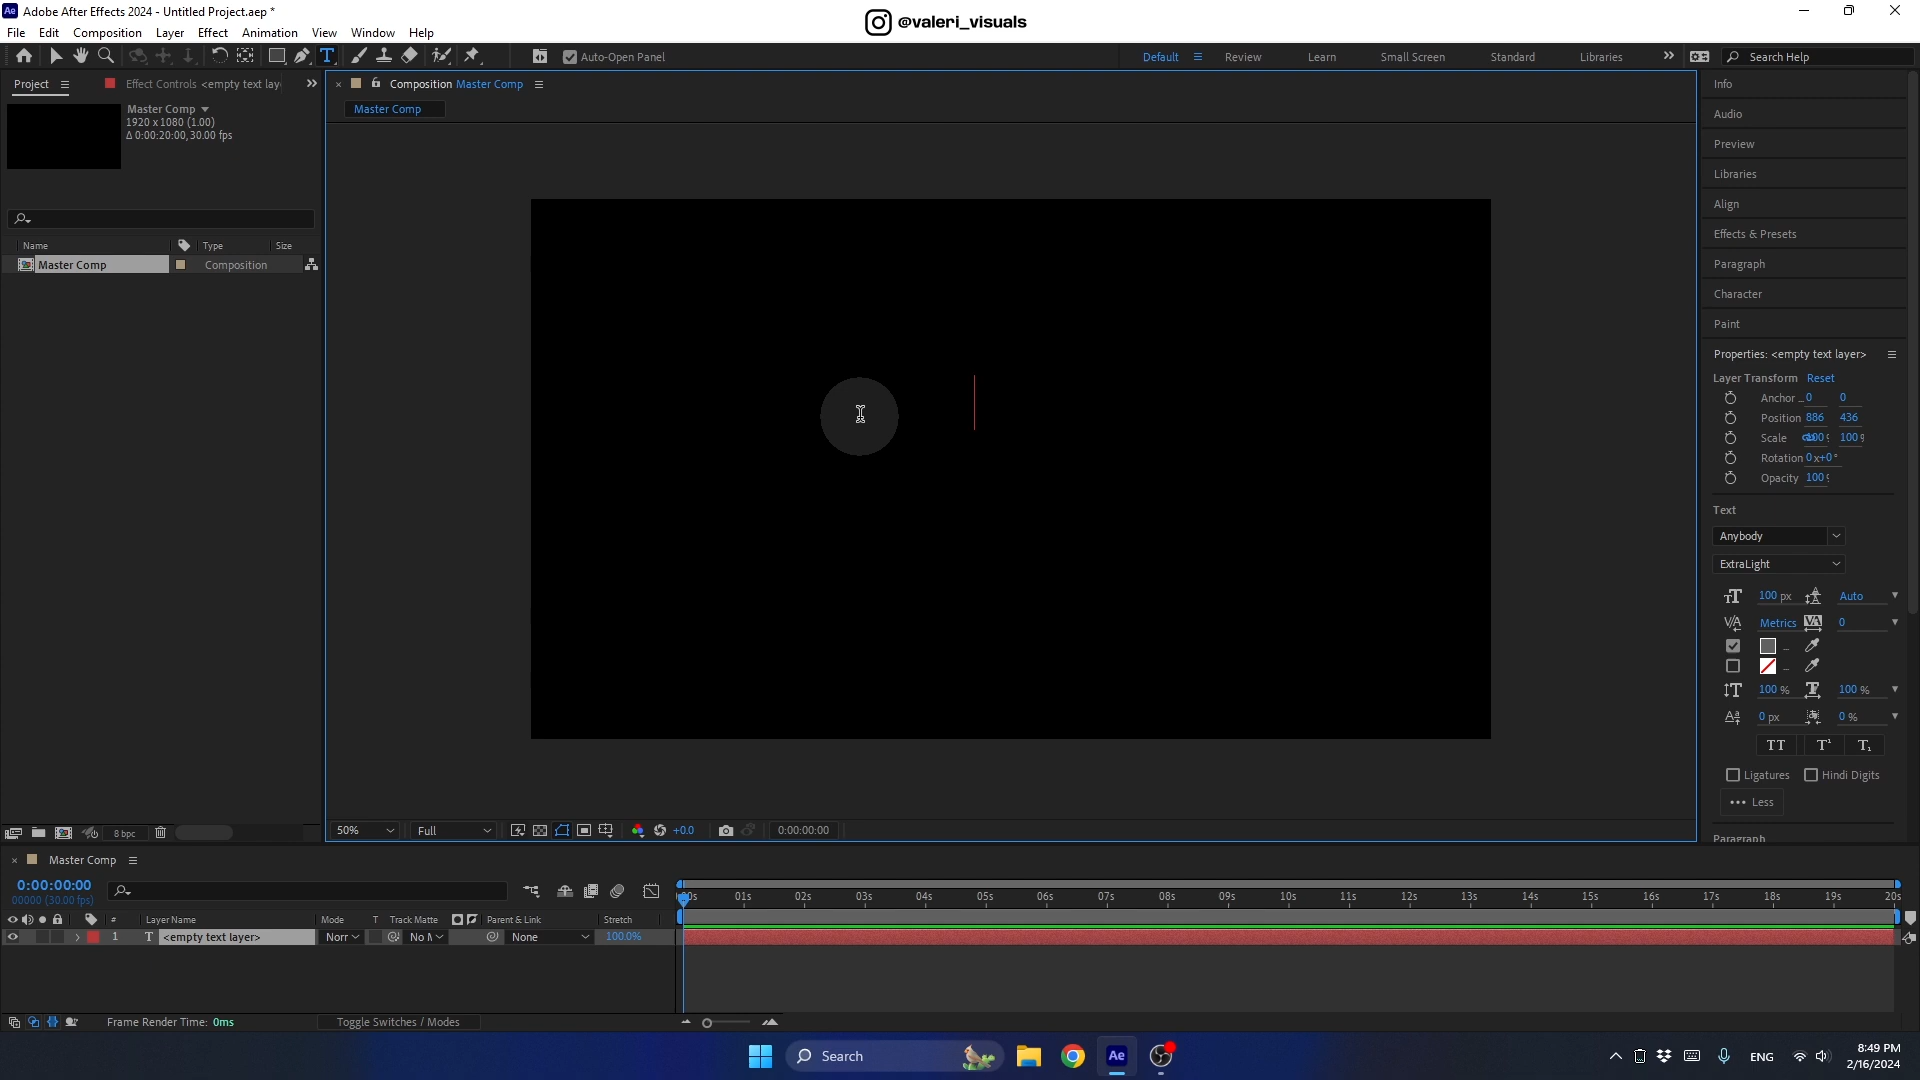 Adobe After Effects 2024 - Untitled Project.aep *
@valeri_visuals
File Edit Composition Layer Effect Animation View Window Help
Auto-Open Panel
Default Review Learn Small Screen Standard Libraries Search Help
Project Effect Controls <empty text lay
Composition Master Comp
Master Comp
1920 x 1080 (1.00)
Δ 0:00:20:00, 30.00 fps
Master Comp
Name Type Size
Master Comp Composition
8 bpc
50% Full +0.0 0:00:00:00
Info
Audio
Preview
Libraries
Align
Effects & Presets
Paragraph
Character
Paint
Properties: <empty text layer>
Layer Transform Reset
Anchor .. 0 0
Position 886 436
Scale 100 100
Rotation 0x+0°
Opacity 100
Text
Anybody
ExtraLight
100 px Auto
Metrics 0
100 % 100 %
0 px 0 %
TT T¹ T₁
Ligatures Hindi Digits
Less
Paragraph
Master Comp
0:00:00:00
00000 (30.00 fps)
00s 01s 02s 03s 04s 05s 06s 07s 08s 09s 10s 11s 12s 13s 14s 15s 16s 17s 18s 19s 20s
# Layer Name Mode T Track Matte Parent & Link Stretch
1 T <empty text layer> Norr No M None 100.0%
Frame Render Time: 0ms
Toggle Switches / Modes
Search
Ae
ENG
8:49 PM
2/16/2024